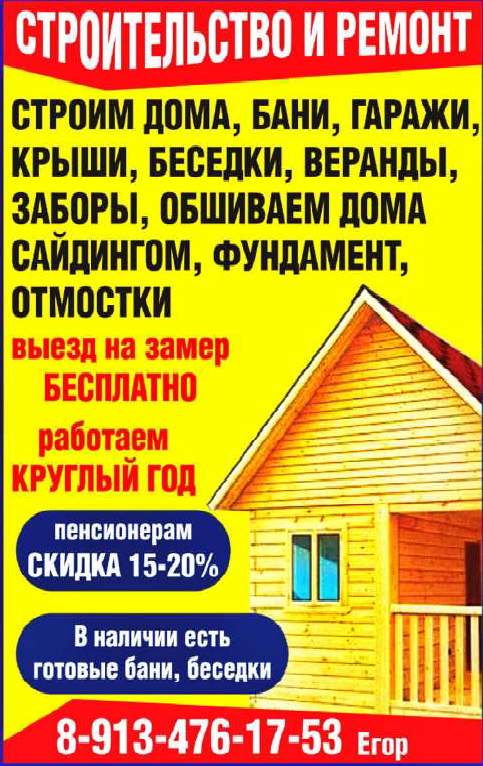 СТРОИТЕЛЬСТВО И РЕМОНТ
СТРОИМ ДОМА, БАНИ, ГАРАЖИ,
КРЫШИ, БЕСЕДКИ, ВЕРАНДЫ,
ЗАБОРЫ, ОБШИВАЕМ ДОМА
САЙДИНГОМ, ФУНДАМЕНТ,
ОТМОСТКИ
выезд на замер
БЕСПЛАТНО
работаем
КРУГЛЫЙ ГОД
пенсионерам
СКИДКА 15-20%
В наличии есть
готовые бани, беседки
8-913-476-17-53 Егор